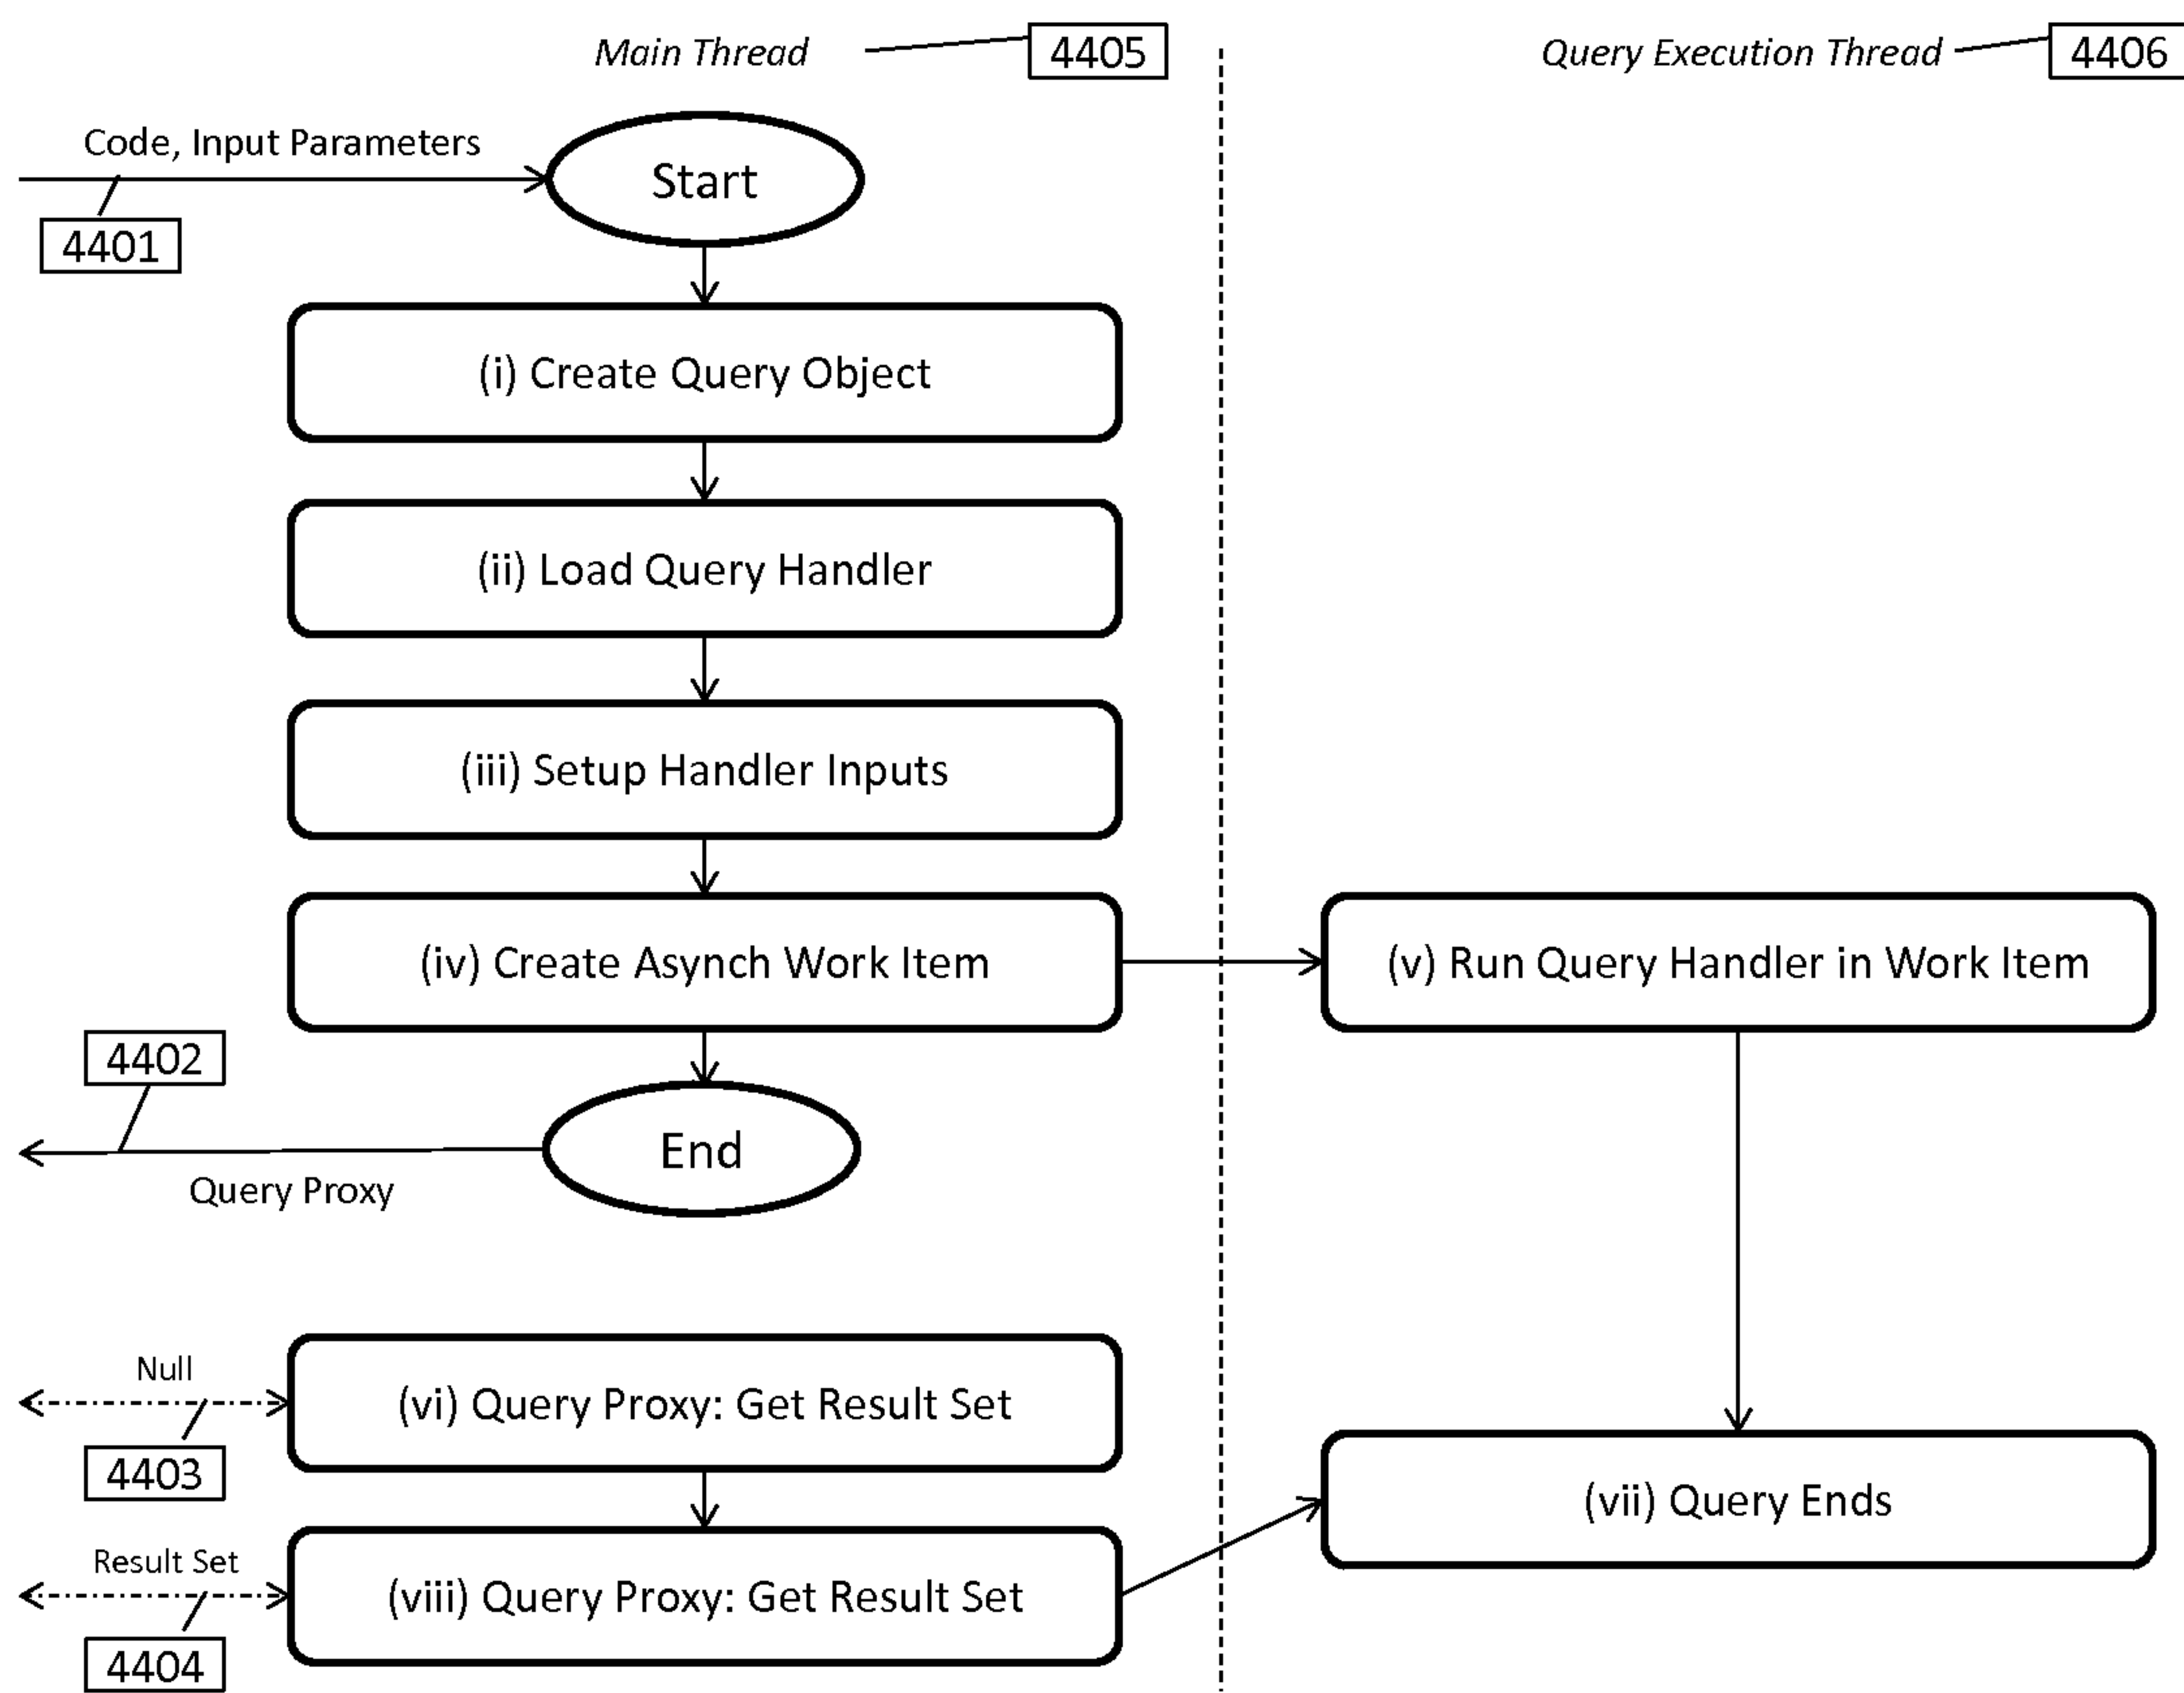 Main Thread
4405
Query Execution Thread
4406
Code, Input Parameters
4401
Start
(i) Create Query Object
(ii) Load Query Handler
(iii) Setup Handler Inputs
(iv) Create Asynch Work Item
(v) Run Query Handler in Work Item
4402
End
Query Proxy
Null
4403
(vi) Query Proxy: Get Result Set
(vii) Query Ends
Result Set
4404
(viii) Query Proxy: Get Result Set